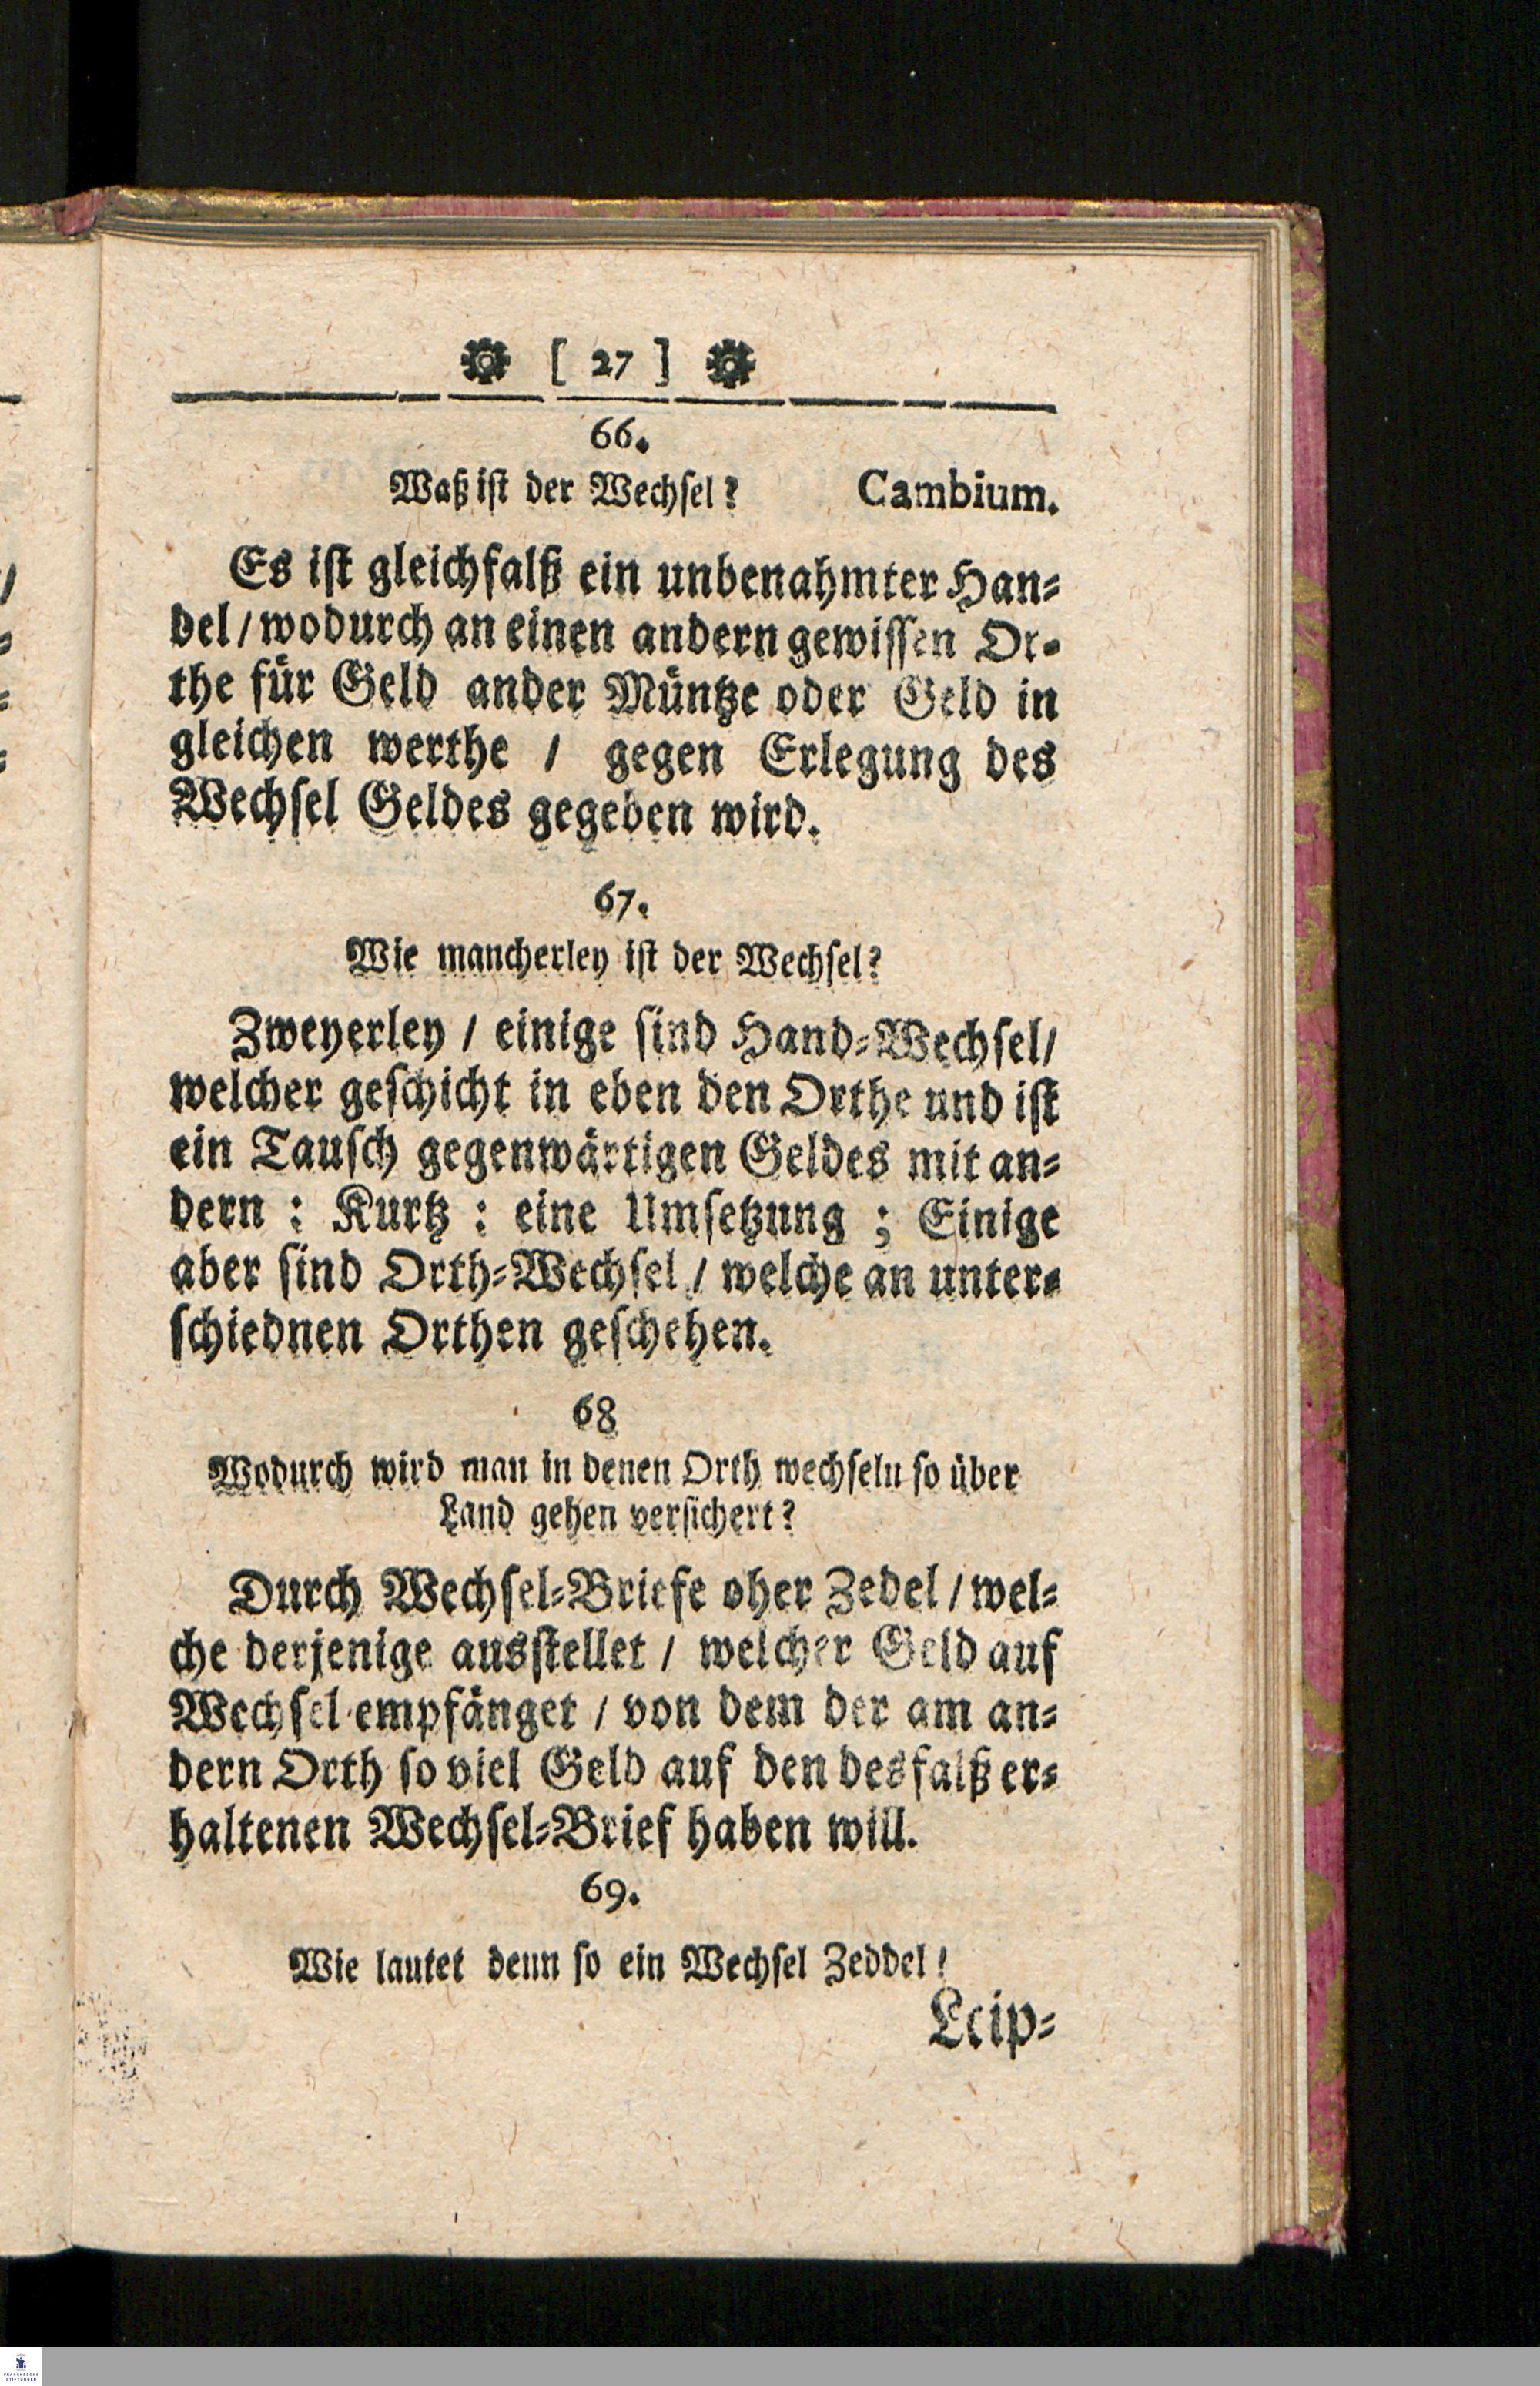 [ 27 ]
66.
Waß iſt der Wechſel? Cambium.
Es iſt gleichfalß ein unbenahmter Han⸗
del / wodurch an einen andern gewiſſen Or⸗
the für Geld ander Müntze oder Geld in
gleichen werthe / gegen Erlegung des
Wechſel Geldes gegeben wird.
67.
Wie mancherley iſt der Wechſel?
Zweyerley / einige ſind Hand⸗Wechſel/
welcher geſchicht in eben den Orthe und iſt
ein Tauſch gegenwärtigen Geldes mit an⸗
dern : Kurtz : eine Umſetzung ; Einige
aber ſind Orth⸗Wechſel / welche an unter⸗
ſchiednen Orthen geſchehen.
68
Wodurch wird man in denen Orth wechſeln ſo über
Land gehen verſichert?
Durch Wechſel⸗Briefe oher Zedel / wel⸗
che derjenige ausſtellet / welcher Geld auf
Wechſel empfänget / von dem der am an⸗
dern Orth ſo viel Geld auf den desfalß er⸗
haltenen Wechſel⸗Brief haben will.
69.
Wie lautet denn ſo ein Wechſel Zeddel!
Leip⸗
FRANCKESCHE
STIFTUNGEN